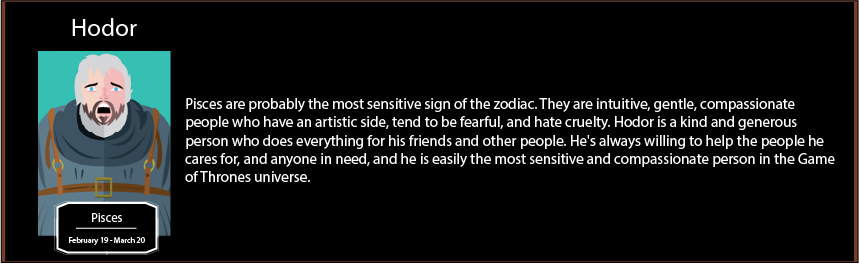 Hodor
Pisces are probably the most sensitive sign of the zodiac. They are intuitive, gentle, compassionate
people who have an artistic side, tend to be fearful, and hate cruelty. Hodor is a kind and generous
person who does everything for his friends and other people. He's always willing to help the people he
cares for, and anyone in need, and he is easily the most sensitive and compassionate person in the Game
of Thrones universe.
Pisces
February 19 - March 20